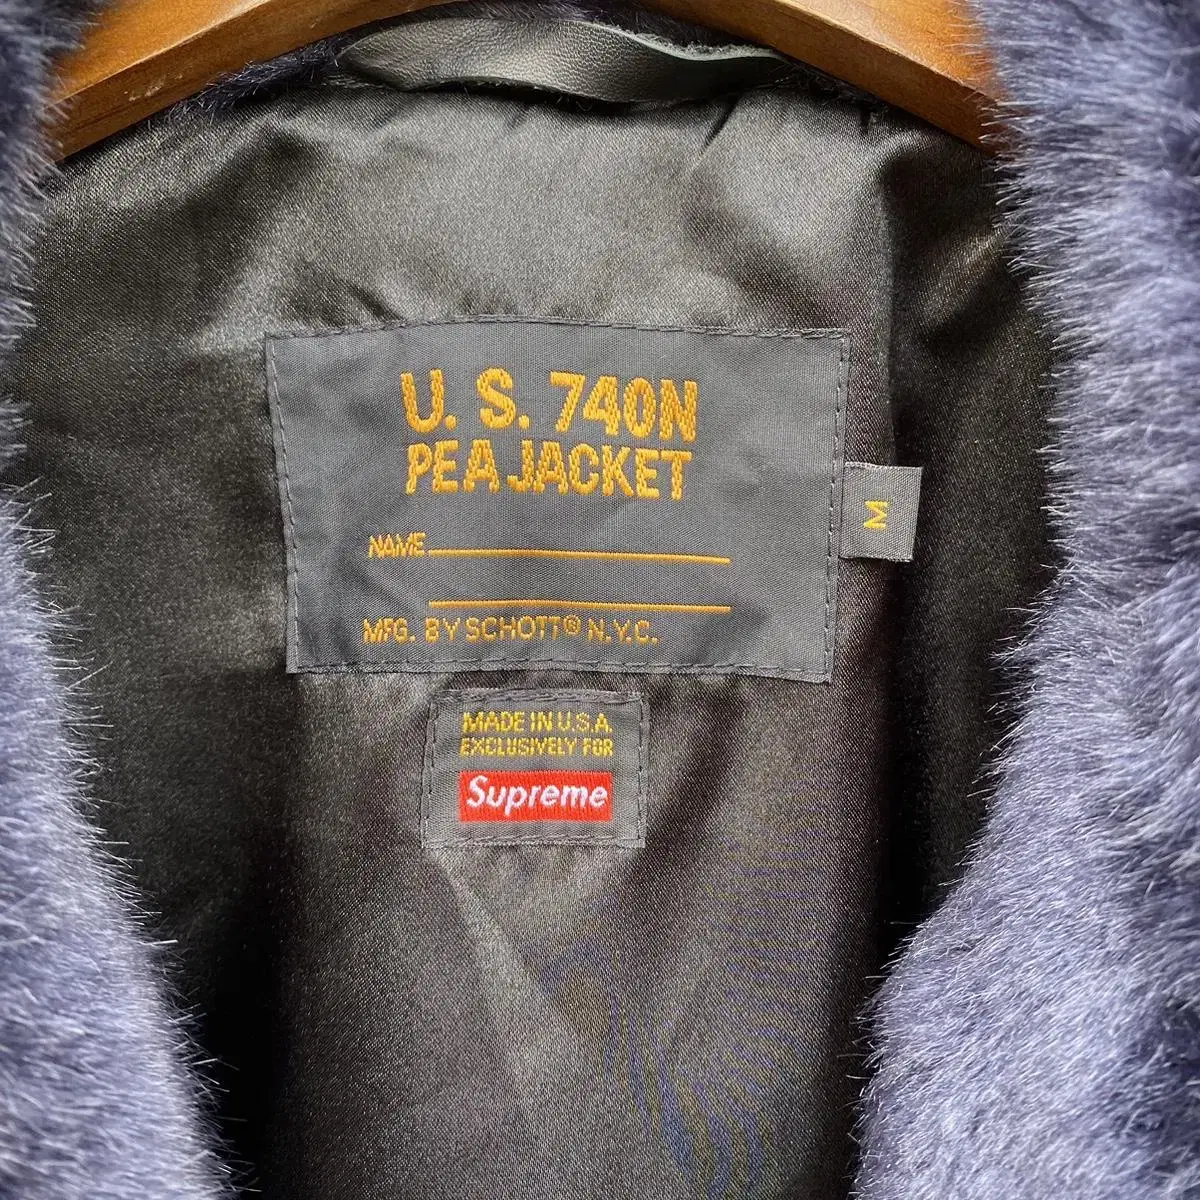 U. S. 740N
PEA JACKET
NAME
MFG. BY SCHOTT® N.Y.C.
M
MADE IN U.S.A.
EXCLUSIVELY FOR
Supreme